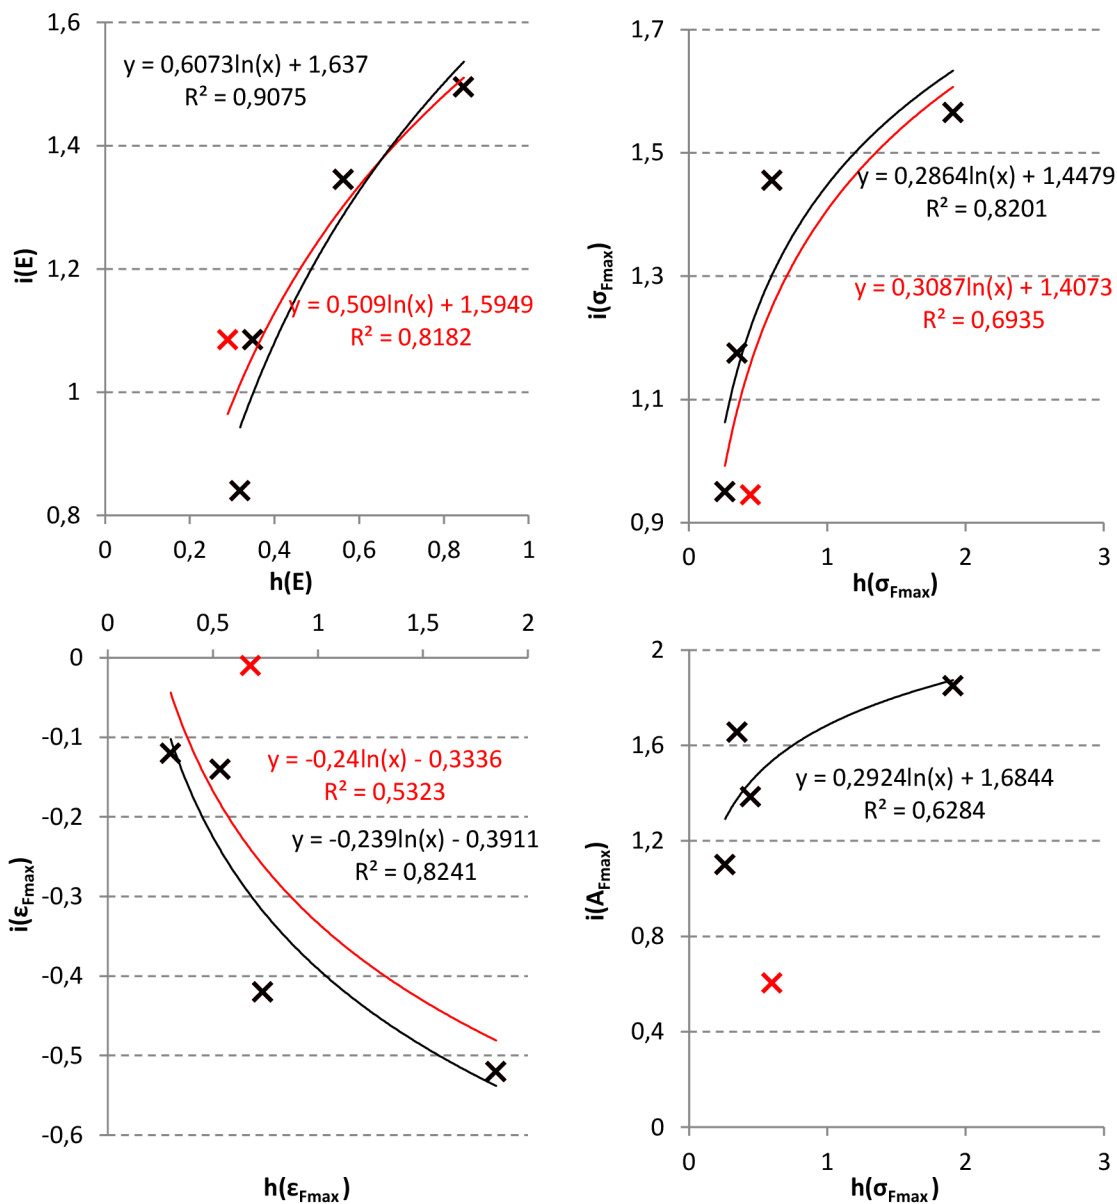 1,6
1,4
1,2
1
0,8
i(E)
y = 0,6073ln(x) + 1,637
R² = 0,9075
y = 0,509ln(x) + 1,5949
R² = 0,8182
0 0,2 0,4 0,6 0,8 1
h(E)
1,7
1,5
1,3
1,1
0,9
i(σFmax)
y = 0,2864ln(x) + 1,4479
R² = 0,8201
y = 0,3087ln(x) + 1,4073
R² = 0,6935
0 1 2 3
h(σFmax)
0 0,5 1 1,5 2
0
-0,1
-0,2
-0,3
-0,4
-0,5
-0,6
i(εFmax)
y = -0,24ln(x) - 0,3336
R² = 0,5323
y = -0,239ln(x) - 0,3911
R² = 0,8241
h(εFmax)
2
1,6
1,2
0,8
0,4
0
i(AFmax)
y = 0,2924ln(x) + 1,6844
R² = 0,6284
0 1 2 3
h(σFmax)